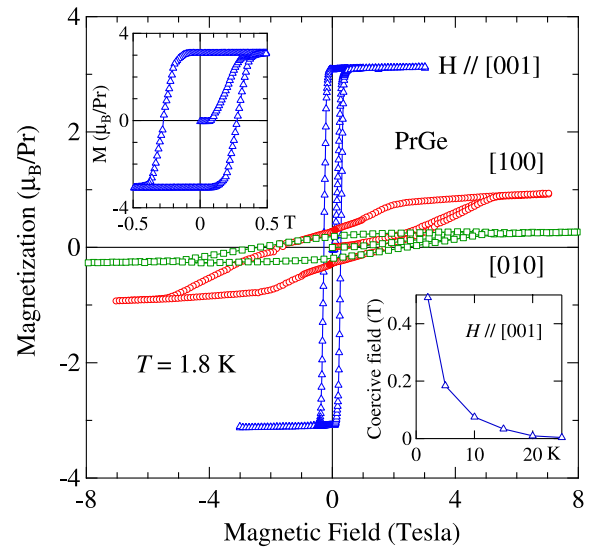 4
M (μB/Pr)
0
4
-0.5
0
0.5
T
H // [001]
PrGe
[100]
[010]
T = 1.8 K
Magnetization (μB/Pr)
4
2
0
-2
-4
0.4
0.2
0
Coercive field (T)
H // [001]
0
10
20 K
-8
-4
0
4
8
Magnetic Field (Tesla)